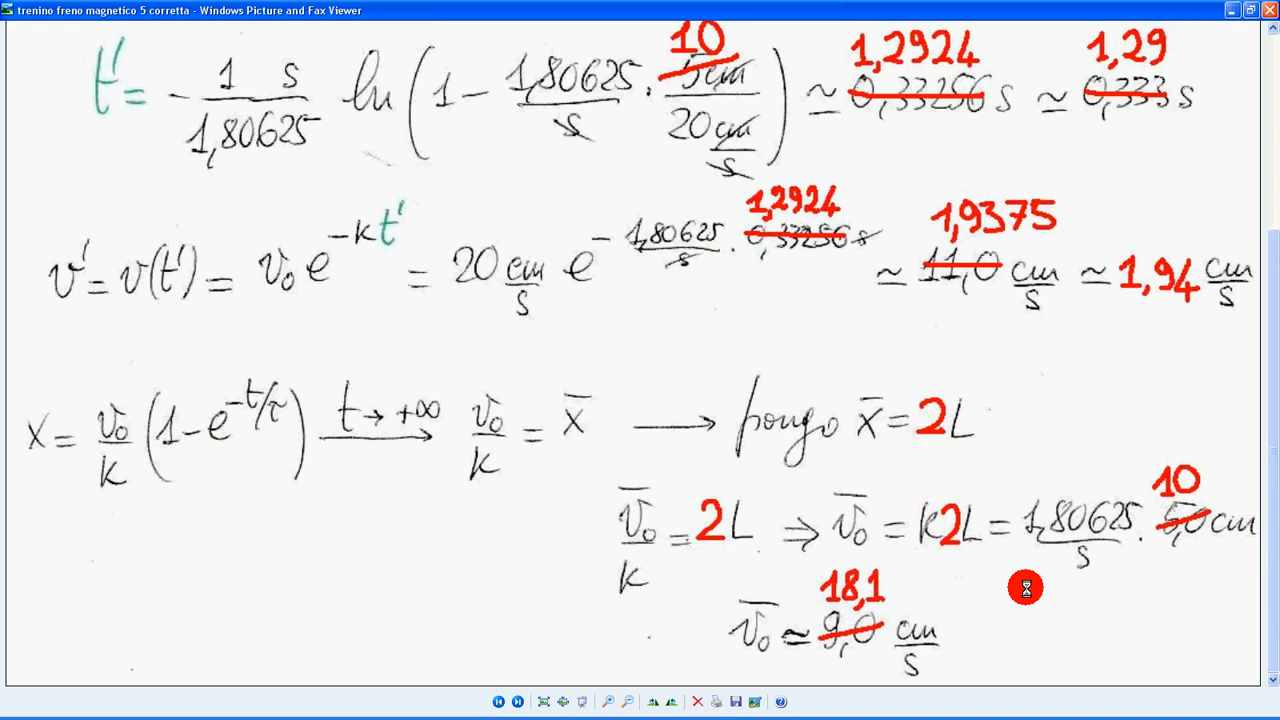 trenino freno magnetico 5 corretta - Windows Picture and Fax Viewer
10 1,2924 1,29
t' = - 1 s / 1,80625 ln ( 1 - 1,80625 / s · 5cm / 20 cm / s ) ≃ 0,33256 s ≃ 0,333 s
1,2924 1,9375
v' = v(t') = v₀ e^-kt' = 20 cm/s e^- 1,80625 / s · 0,33256 s ≃ 11,0 cm/s ≃ 1,94 cm/s
x = v₀/k ( 1 - e^-t/τ ) t → +∞ v₀/k = x̄ → pongo x̄ = 2L
10
v̄₀/k = 2L ⇒ v̄₀ = k2L = 1,80625 / s · 5,0 cm
18,1
v̄₀ ≃ 9,0 cm/s